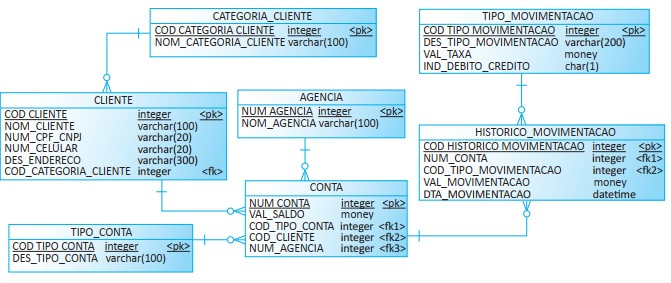 CATEGORIA_CLIENTE
COD CATEGORIA CLIENTE integer <pk>
NOM_CATEGORIA_CLIENTE varchar(100)
TIPO_MOVIMENTACAO
COD TIPO MOVIMENTACAO integer <pk>
DES_TIPO_MOVIMENTACAO varchar(200)
VAL_TAXA money
IND_DEBITO_CREDITO char(1)
CLIENTE
COD CLIENTE integer <pk>
NOM_CLIENTE varchar(100)
NUM_CPF_CNPJ varchar(20)
NUM_CELULAR varchar(20)
DES_ENDERECO varchar(300)
COD_CATEGORIA_CLIENTE integer <fk>
AGENCIA
NUM AGENCIA integer <pk>
NOM_AGENCIA varchar(100)
HISTORICO_MOVIMENTACAO
COD HISTORICO MOVIMENTACAO integer <pk>
NUM_CONTA integer <fk1>
COD_TIPO_MOVIMENTACAO integer <fk2>
VAL_MOVIMENTACAO money
DTA_MOVIMENTACAO datetime
CONTA
NUM CONTA integer <pk>
VAL_SALDO money
COD_TIPO_CONTA integer <fk1>
COD_CLIENTE integer <fk2>
NUM_AGENCIA integer <fk3>
TIPO_CONTA
COD TIPO CONTA integer <pk>
DES_TIPO_CONTA varchar(100)